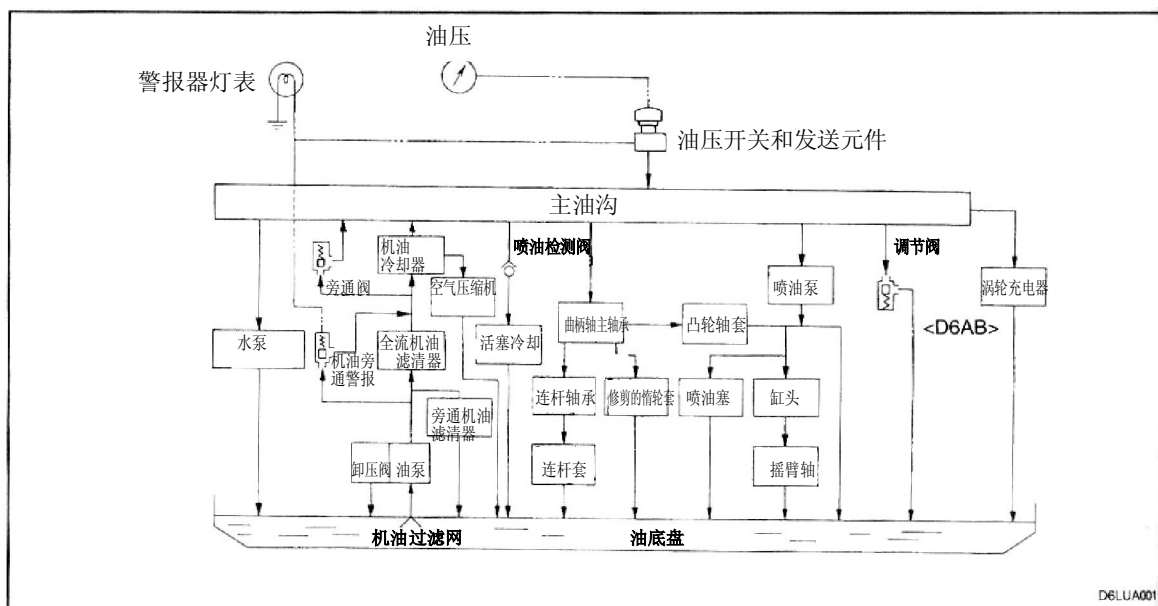 油压
警报器灯表
油压开关和发送元件
主油沟
机油
冷却器
喷油检测阀
调节阀
旁通阀
空气压缩机
喷油泵
涡轮充电器
<D6AB>
曲柄轴主轴承
凸轮轴套
水泵
机油旁
通警报
全流机油
滤清器
活塞冷却
连杆轴承
修剪的惰轮套
喷油塞
缸头
旁通机油
滤清器
卸压阀
油泵
连杆套
摇臂轴
机油过滤网
油底盘
D6LUA001